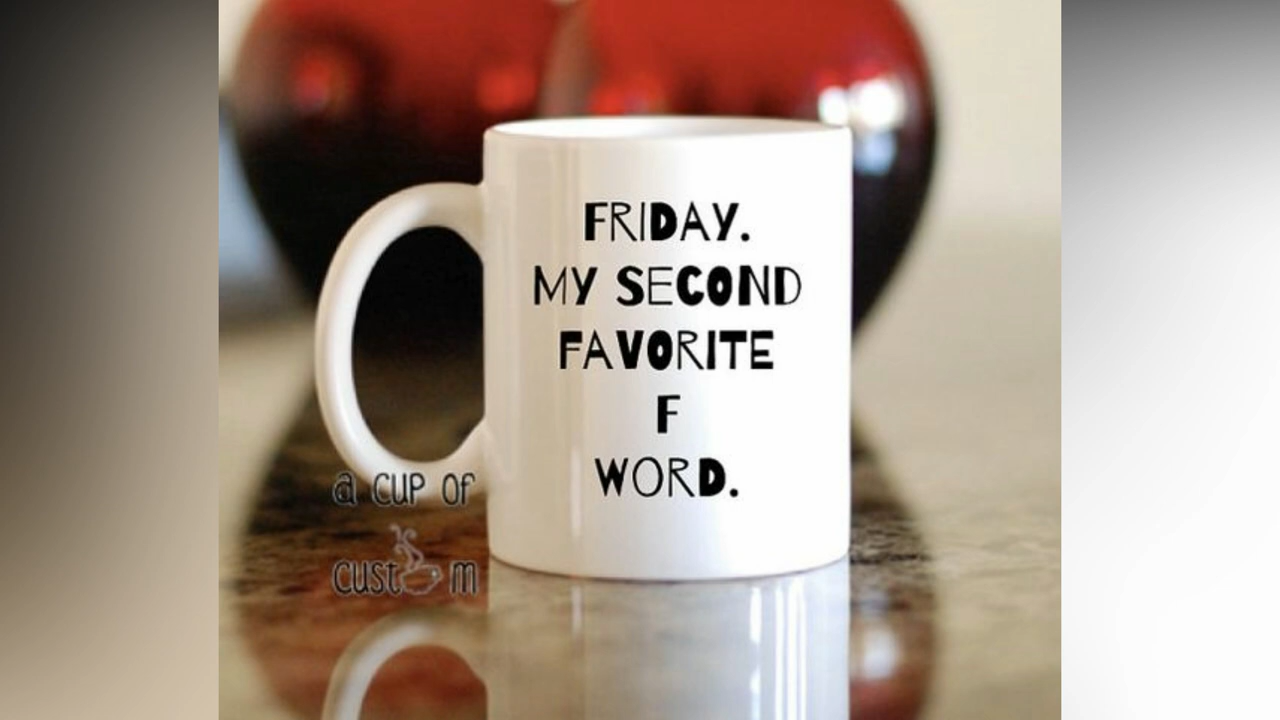 FRIDAY.
MY SECOND
FAVORITE
F
WORD.
a cup of
custom